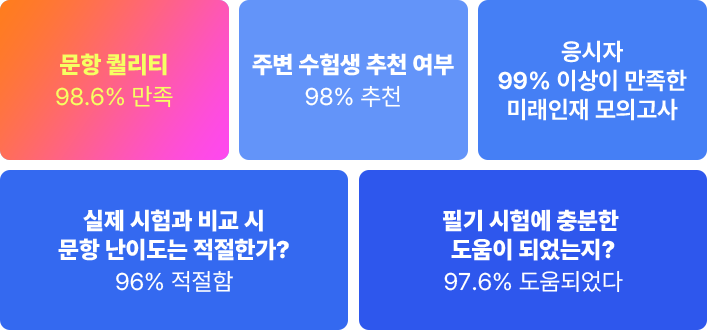 문항 퀄리티
98.6% 만족
주변 수험생 추천 여부
98% 추천
응시자
99% 이상이 만족한
미래인재 모의고사
실제 시험과 비교 시
문항 난이도는 적절한가?
96% 적절함
필기 시험에 충분한
도움이 되었는지?
97.6% 도움되었다